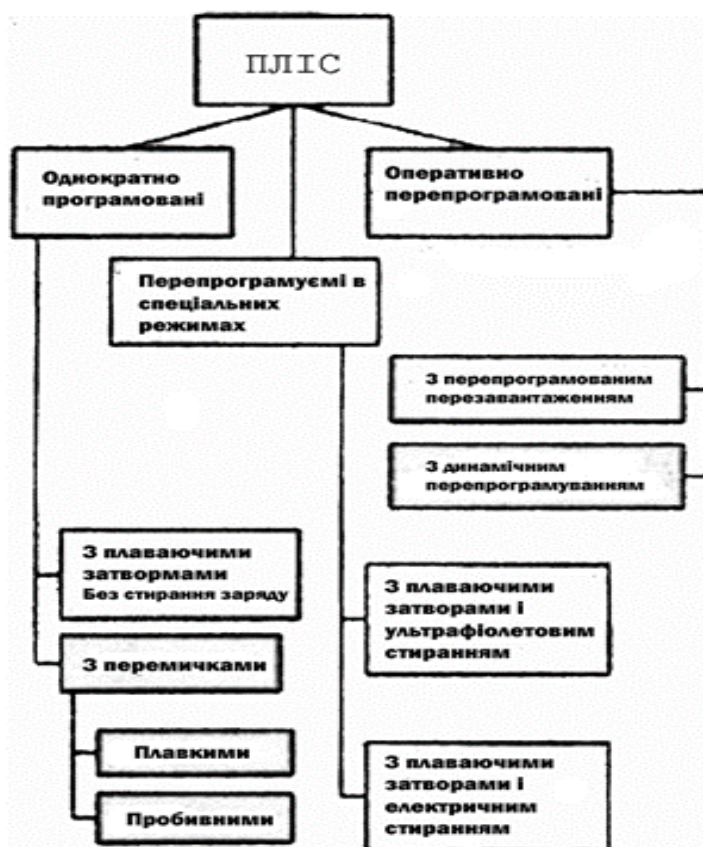 ПЛІС
Однократно
програмовані
Оперативно
перепрограмовані
Перепрограмуємі в
спеціальних
режимах
З перепрограмованим
перезавантаженням
З динамічним
перепрограмуванням
З плаваючими
затвормами
Без стирання заряду
З перемичками
Плавкими
Пробивними
З плаваючими
затворами і
ультрафіолетовим
стиранням
З плаваючими
затворами і
електричним
стиранням